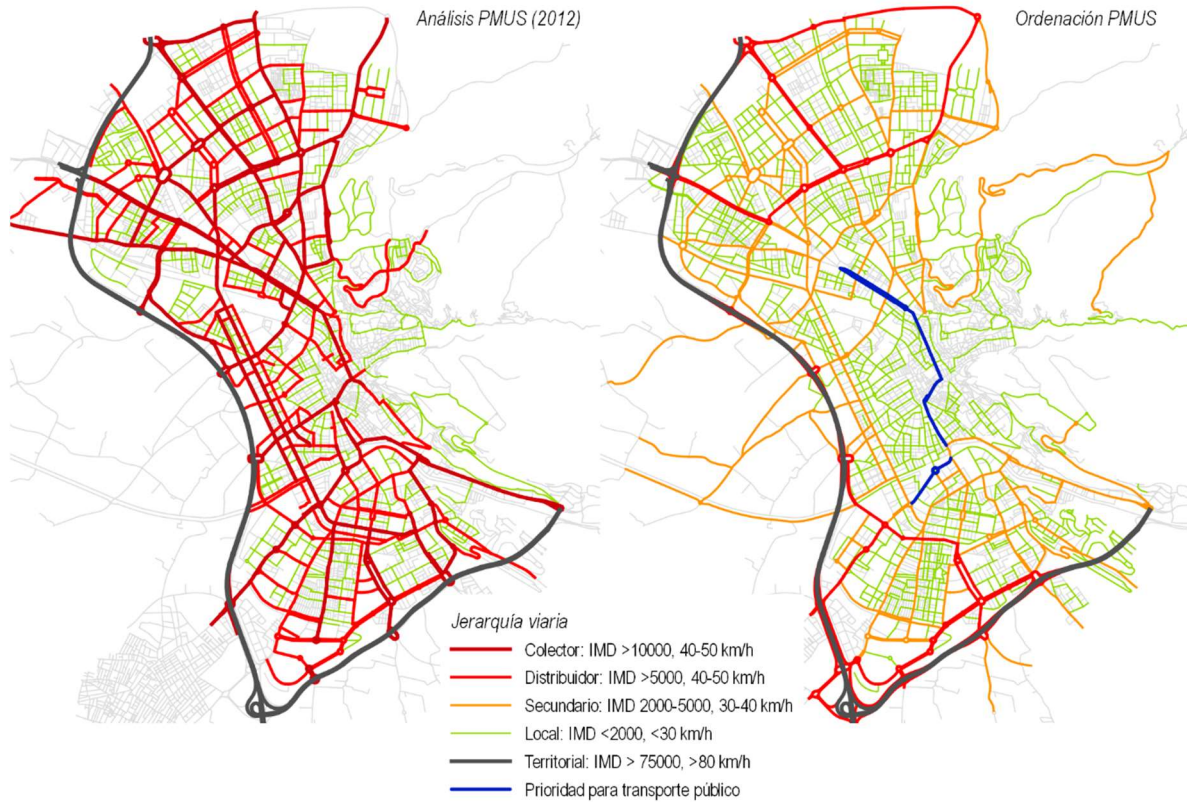 Análisis PMUS (2012)
Ordenación PMUS
Jerarquía viaria
Colector: IMD >10000, 40-50 km/h
Distribuidor: IMD >5000, 40-50 km/h
Secundario: IMD 2000-5000, 30-40 km/h
Local: IMD <2000, <30 km/h
Territorial: IMD > 75000, >80 km/h
Prioridad para transporte público